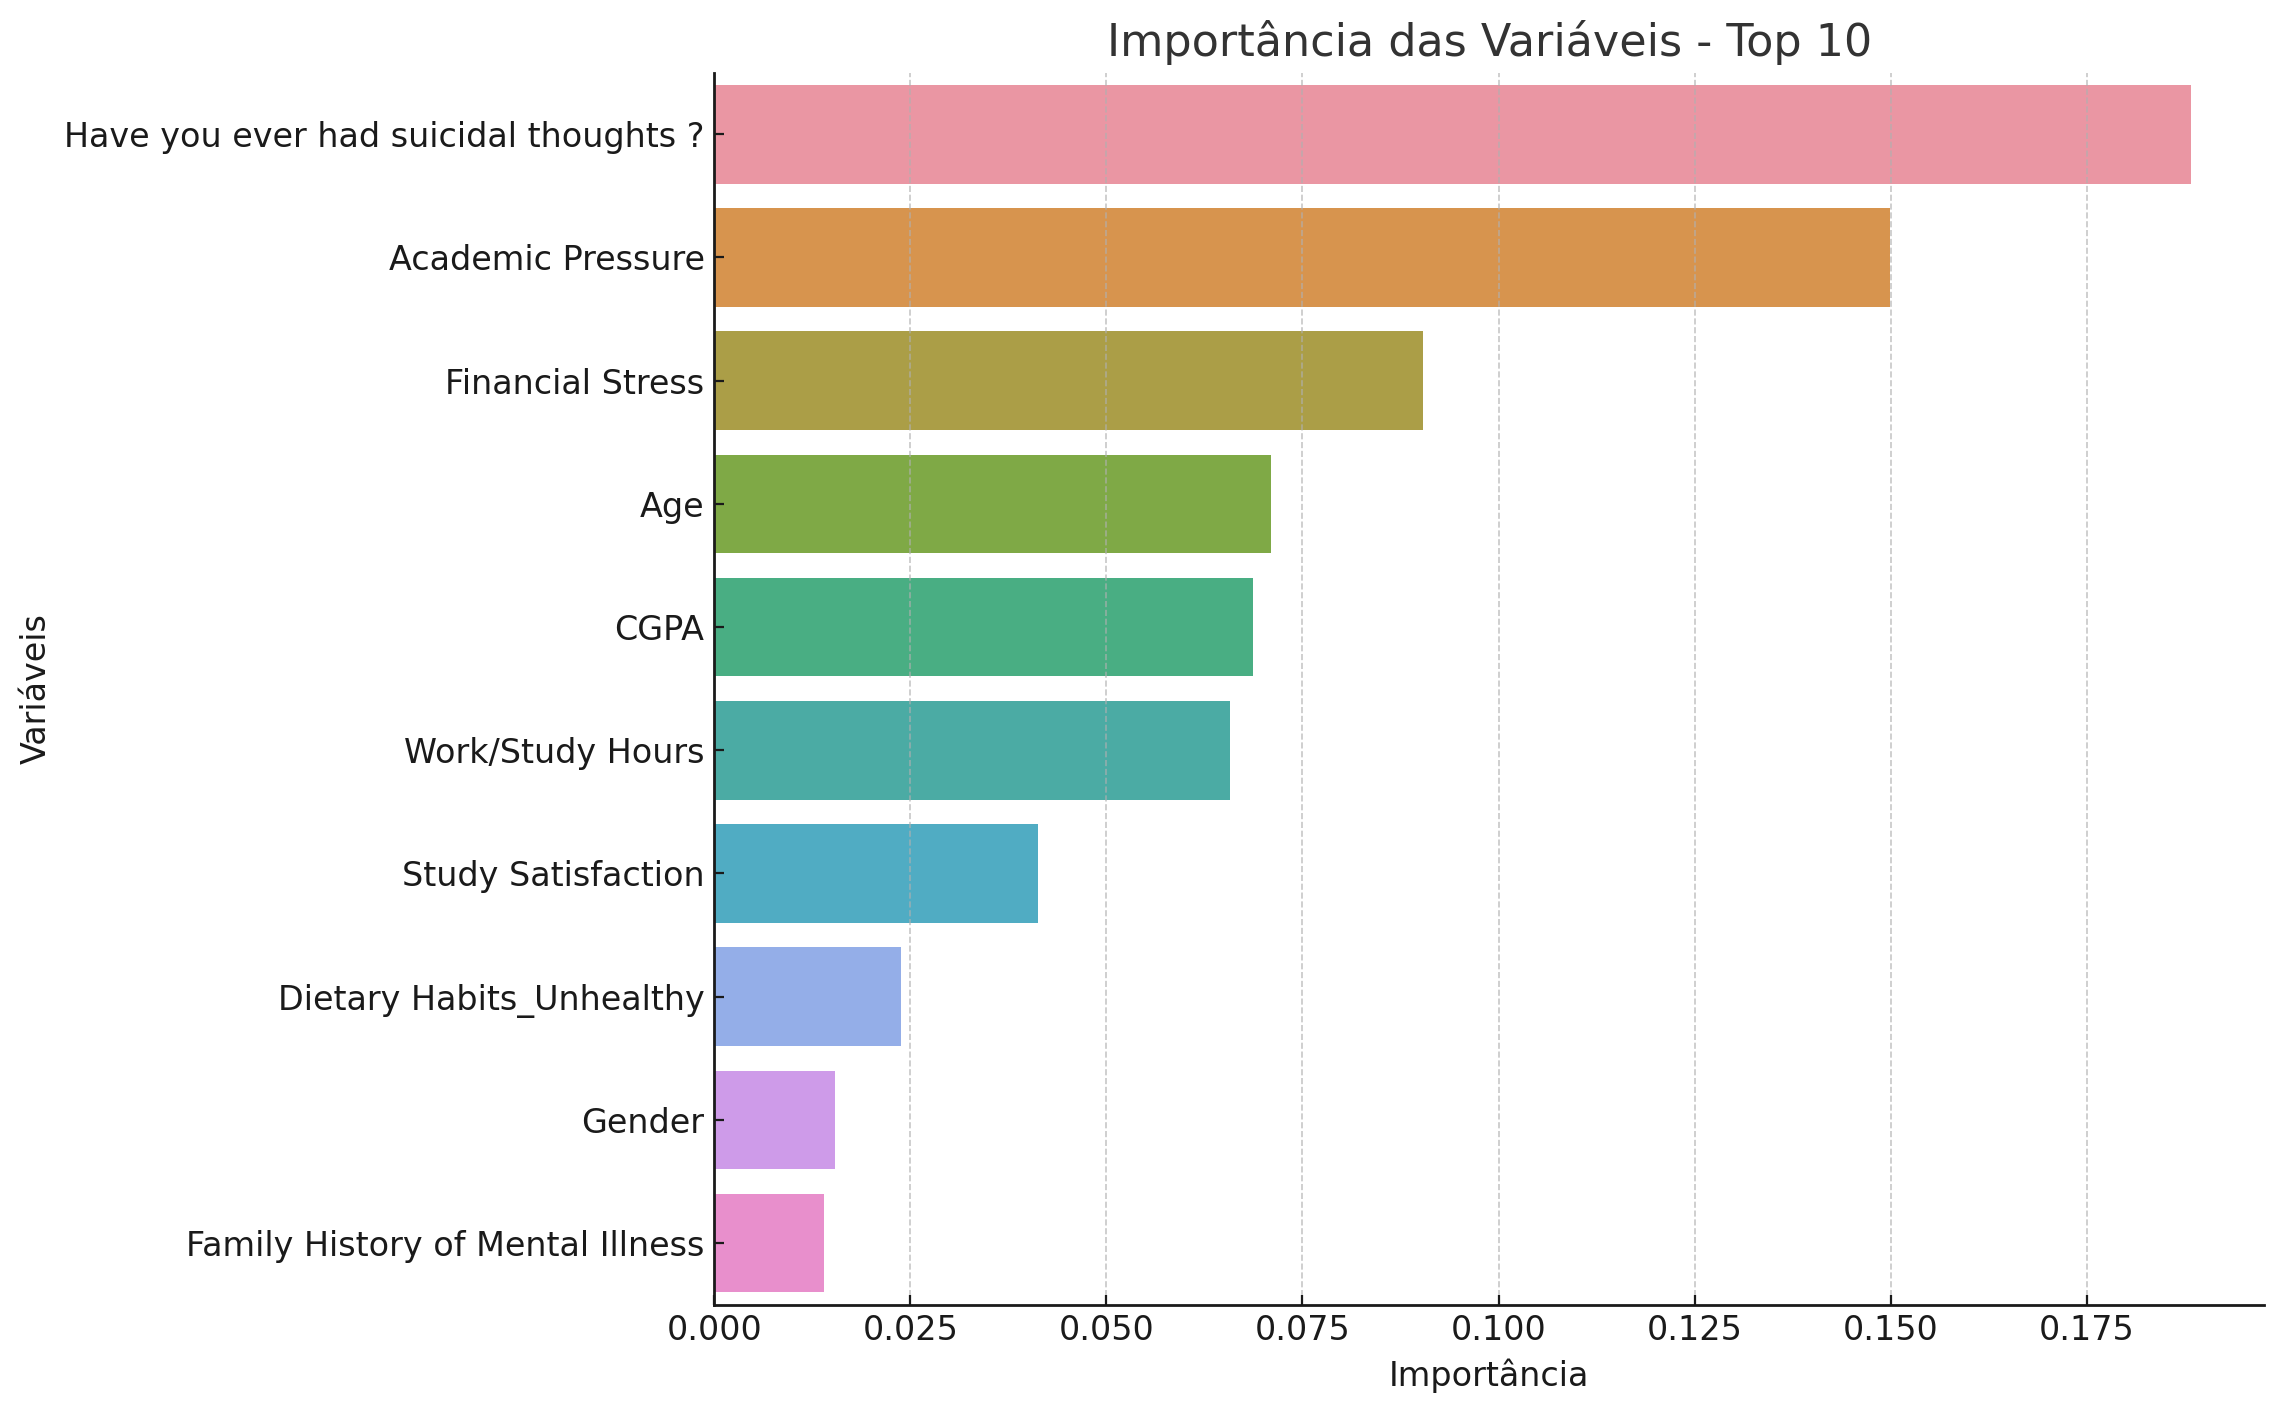 Importância das Variáveis - Top 10
Variáveis
Have you ever had suicidal thoughts ?
Academic Pressure
Financial Stress
Age
CGPA
Work/Study Hours
Study Satisfaction
Dietary Habits_Unhealthy
Gender
Family History of Mental Illness
0.000 0.025 0.050 0.075 0.100 0.125 0.150 0.175
Importância